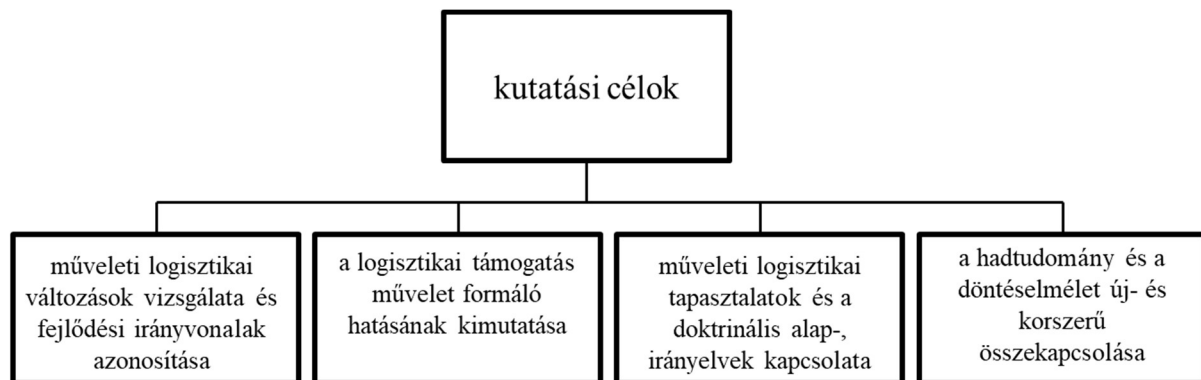 kutatási célok
műveleti logisztikai
változások vizsgálata és
fejlődési irányvonalak
azonosítása
a logisztikai támogatás
művelet formáló
hatásának kimutatása
műveleti logisztikai
tapasztalatok és a
doktrinális alap-,
irányelvek kapcsolata
a hadtudomány és a
döntéselmélet új- és
korszerű
összekapcsolása